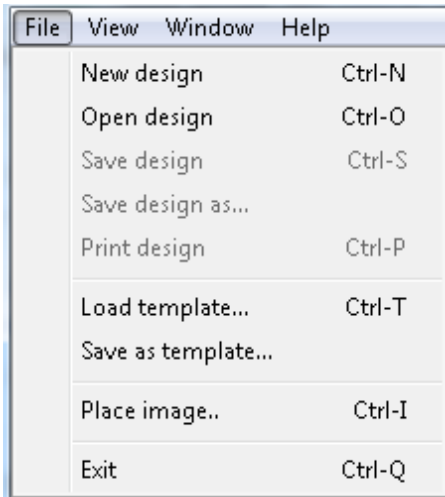 File View Window Help
New design Ctrl-N
Open design Ctrl-O
Save design Ctrl-S
Save design as...
Print design Ctrl-P
Load template... Ctrl-T
Save as template...
Place image.. Ctrl-I
Exit Ctrl-Q